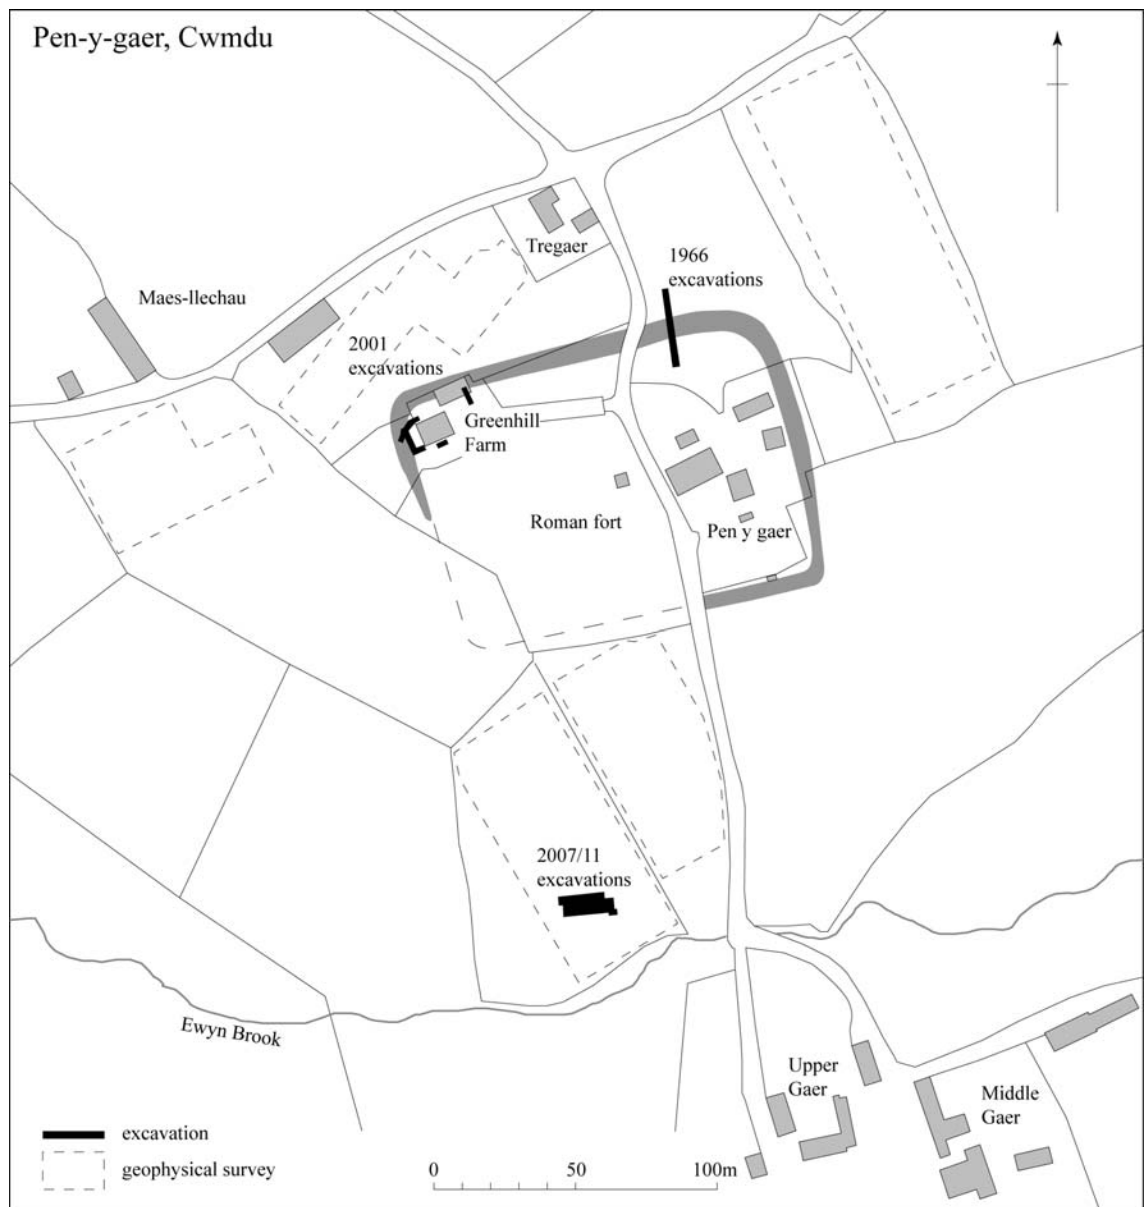 Pen-y-gaer, Cwmdu
Tregaer
1966
excavations
Maes-llechau
2001
excavations
Greenhill
Farm
Roman fort
Pen y gaer
2007/11
excavations
Ewyn Brook
Upper
Gaer
Middle
Gaer
excavation
geophysical survey
0 50 100m